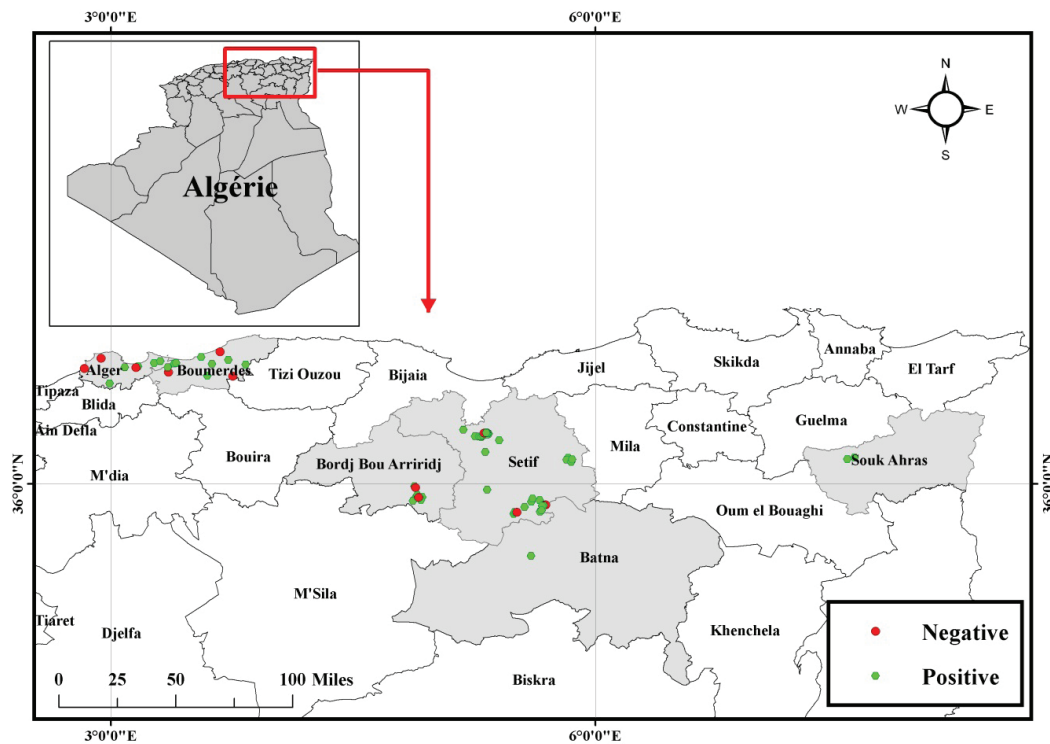 3°0'0"E 6°0'0"E
Algérie
N
W E
S
Annaba
Skikda
El Tarf
Jijel
Alger
Boumerdes
Tizi Ouzou
Bijaia
Tipaza
Blida
Guelma
Constantine
Ain Defla
Mila
Bouira
Bordj Bou Arriridj
Setif
Souk Ahras
M'dia
36°0'0"N
36°0'0"N
Oum el Bouaghi
Batna
M'Sila
Negative
Positive
Tiaret
Djelfa
Khenchela
Biskra
0 25 50 100 Miles
3°0'0"E 6°0'0"E